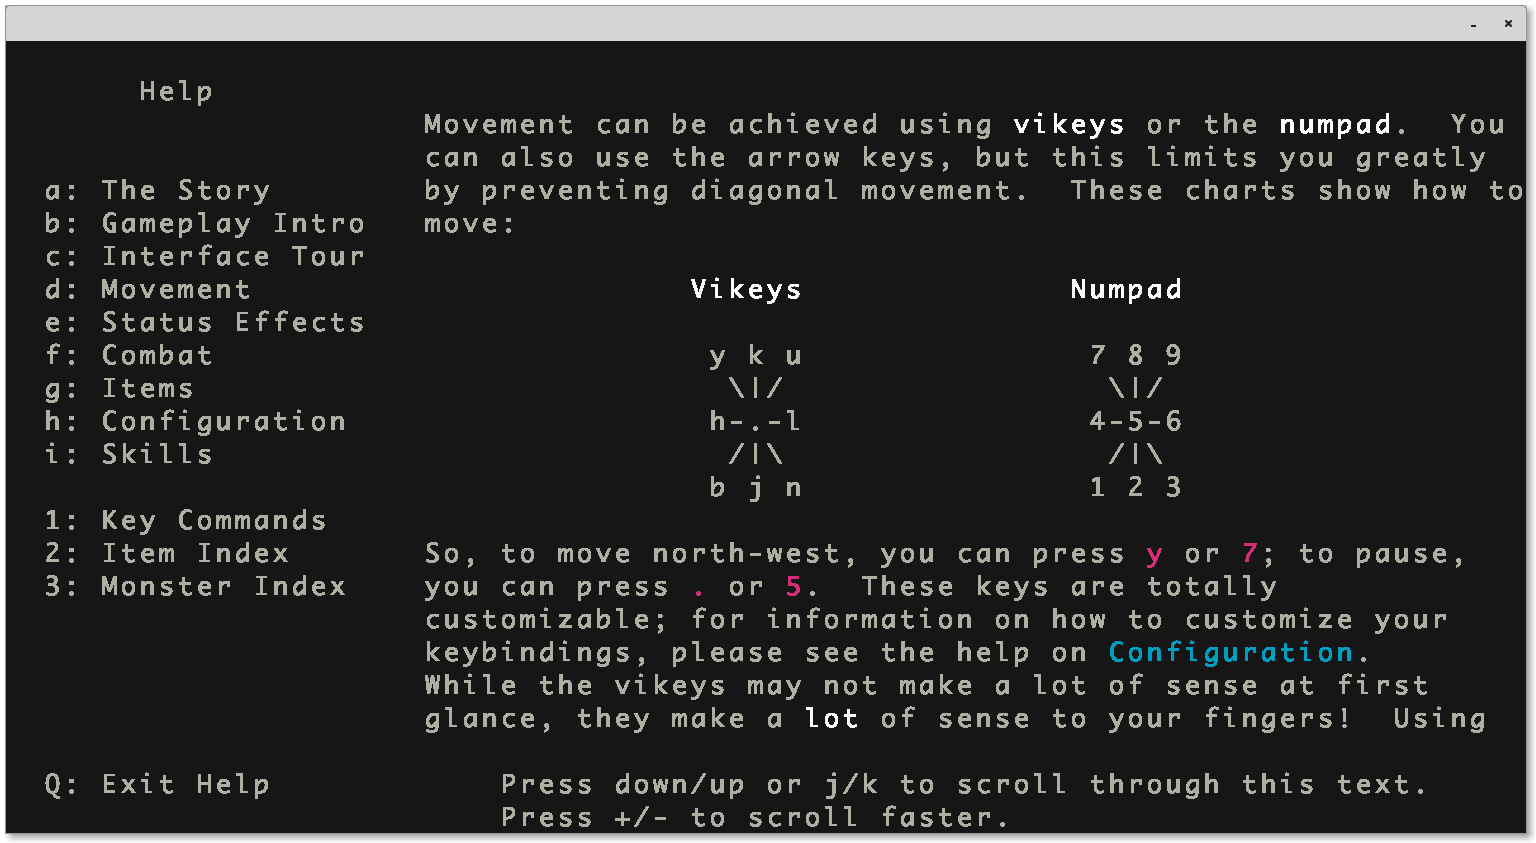 Help
Movement can be achieved using vikeys or the numpad.  You
can also use the arrow keys, but this limits you greatly
by preventing diagonal movement.  These charts show how to
move:
a: The Story
b: Gameplay Intro
c: Interface Tour
d: Movement
e: Status Effects
f: Combat
g: Items
h: Configuration
i: Skills
1: Key Commands
2: Item Index
3: Monster Index
Vikeys          Numpad
y k u           7 8 9
\|/             \|/
h-.-l           4-5-6
/|\             /|\
b j n           1 2 3
So, to move north-west, you can press y or 7; to pause,
you can press . or 5.  These keys are totally
customizable; for information on how to customize your
keybindings, please see the help on Configuration.
While the vikeys may not make a lot of sense at first
glance, they make a lot of sense to your fingers!  Using
Q: Exit Help
Press down/up or j/k to scroll through this text.
Press +/- to scroll faster.